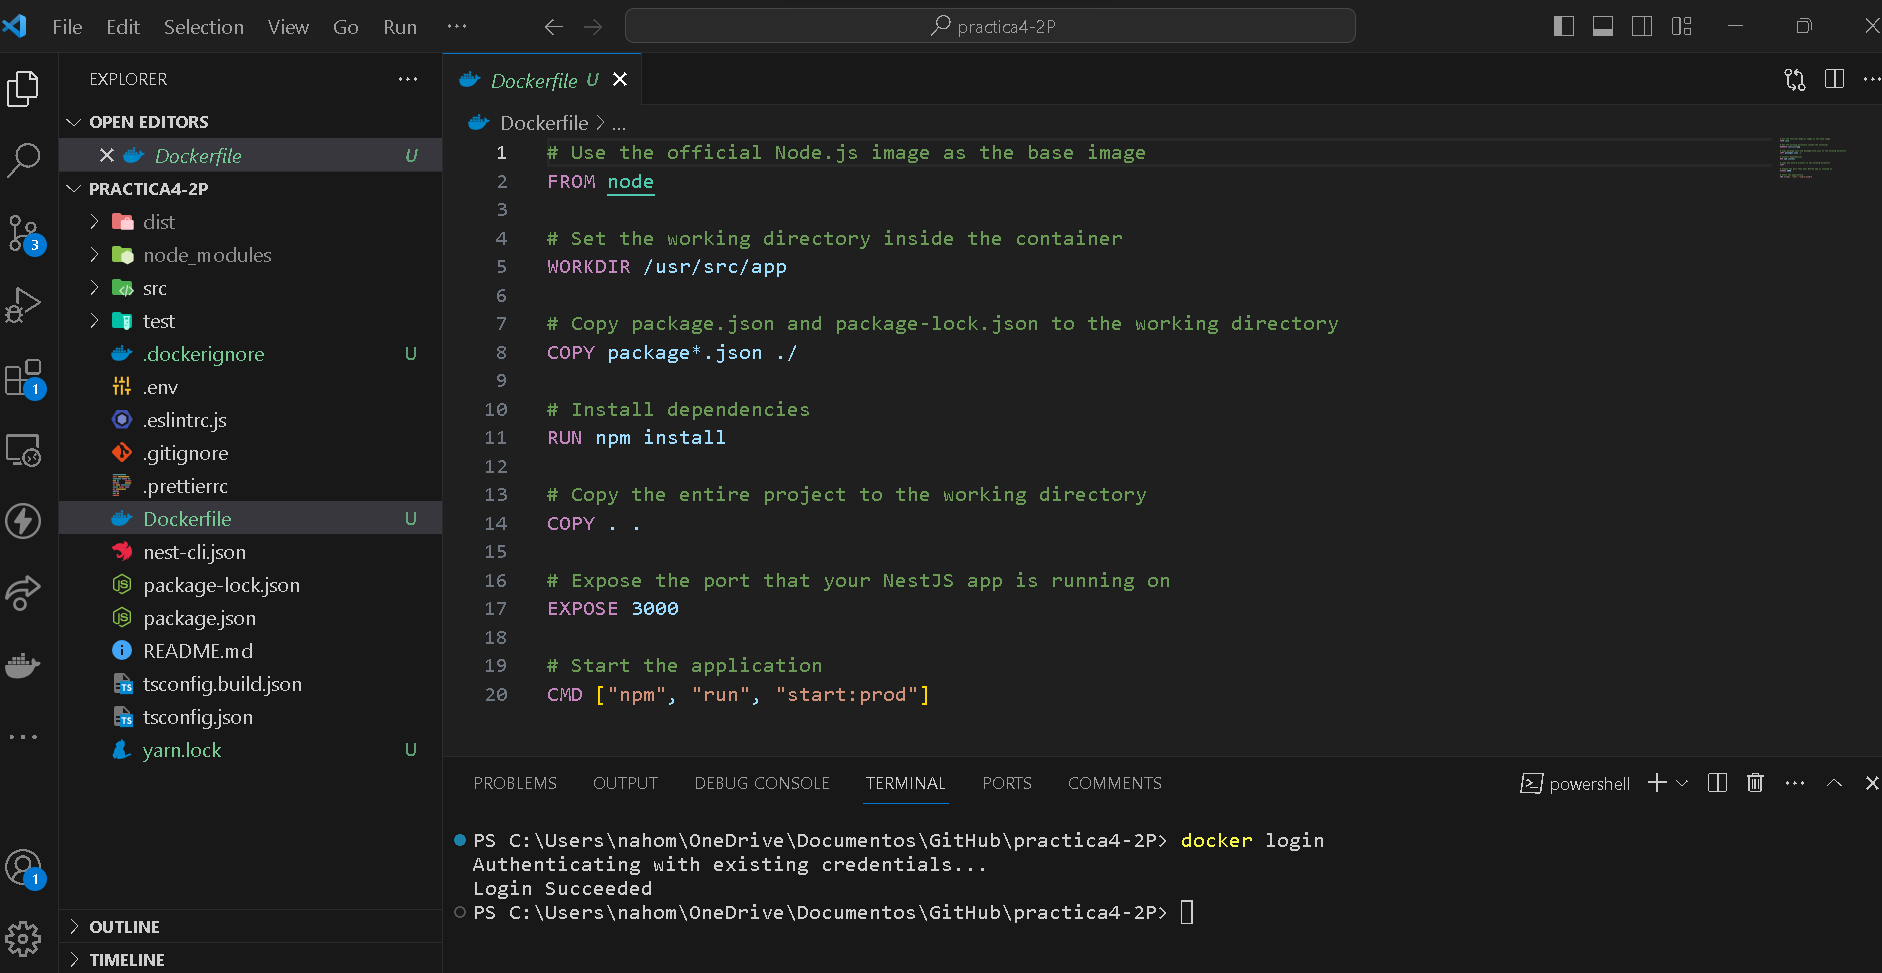 File Edit Selection View Go Run ···
practica4-2P
EXPLORER ···
OPEN EDITORS
Dockerfile U
PRACTICA4-2P
dist
node_modules
src
test
.dockerignore U
.env
.eslintrc.js
.gitignore
.prettierrc
Dockerfile U
nest-cli.json
package-lock.json
package.json
README.md
tsconfig.build.json
tsconfig.json
yarn.lock U
OUTLINE
TIMELINE
3
1
1
Dockerfile U
Dockerfile > ...
1 # Use the official Node.js image as the base image
2 FROM node
3
4 # Set the working directory inside the container
5 WORKDIR /usr/src/app
6
7 # Copy package.json and package-lock.json to the working directory
8 COPY package*.json ./
9
10 # Install dependencies
11 RUN npm install
12
13 # Copy the entire project to the working directory
14 COPY . .
15
16 # Expose the port that your NestJS app is running on
17 EXPOSE 3000
18
19 # Start the application
20 CMD ["npm", "run", "start:prod"]
PROBLEMS OUTPUT DEBUG CONSOLE TERMINAL PORTS COMMENTS powershell
PS C:\Users\nahom\OneDrive\Documentos\GitHub\practica4-2P> docker login
Authenticating with existing credentials...
Login Succeeded
PS C:\Users\nahom\OneDrive\Documentos\GitHub\practica4-2P>